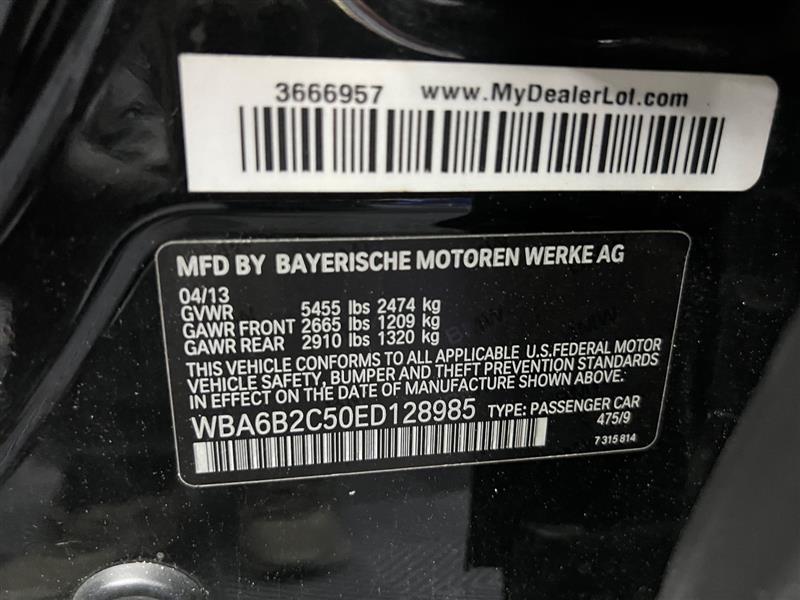 3666957 www.MyDealerLot.com
MFD BY BAYERISCHE MOTOREN WERKE AG
04/13
GVWR 5455 lbs 2474 kg
GAWR FRONT 2665 lbs 1209 kg
GAWR REAR 2910 lbs 1320 kg
THIS VEHICLE CONFORMS TO ALL APPLICABLE U.S.FEDERAL MOTOR
VEHICLE SAFETY, BUMPER AND THEFT PREVENTION STANDARDS
IN EFFECT ON THE DATE OF MANUFACTURE SHOWN ABOVE.
WBA6B2C50ED128985 TYPE: PASSENGER CAR
475/9
7 315 814